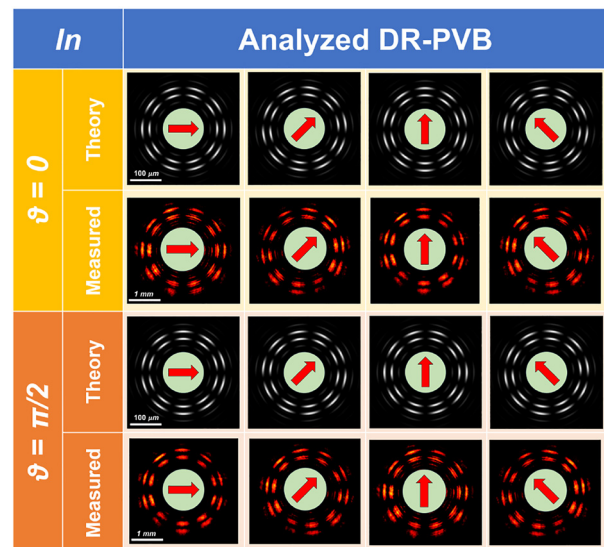 In Analyzed DR-PVB
ϑ = 0
Theory
100 μm
Measured
1 mm
ϑ = π/2
Theory
100 μm
Measured
1 mm